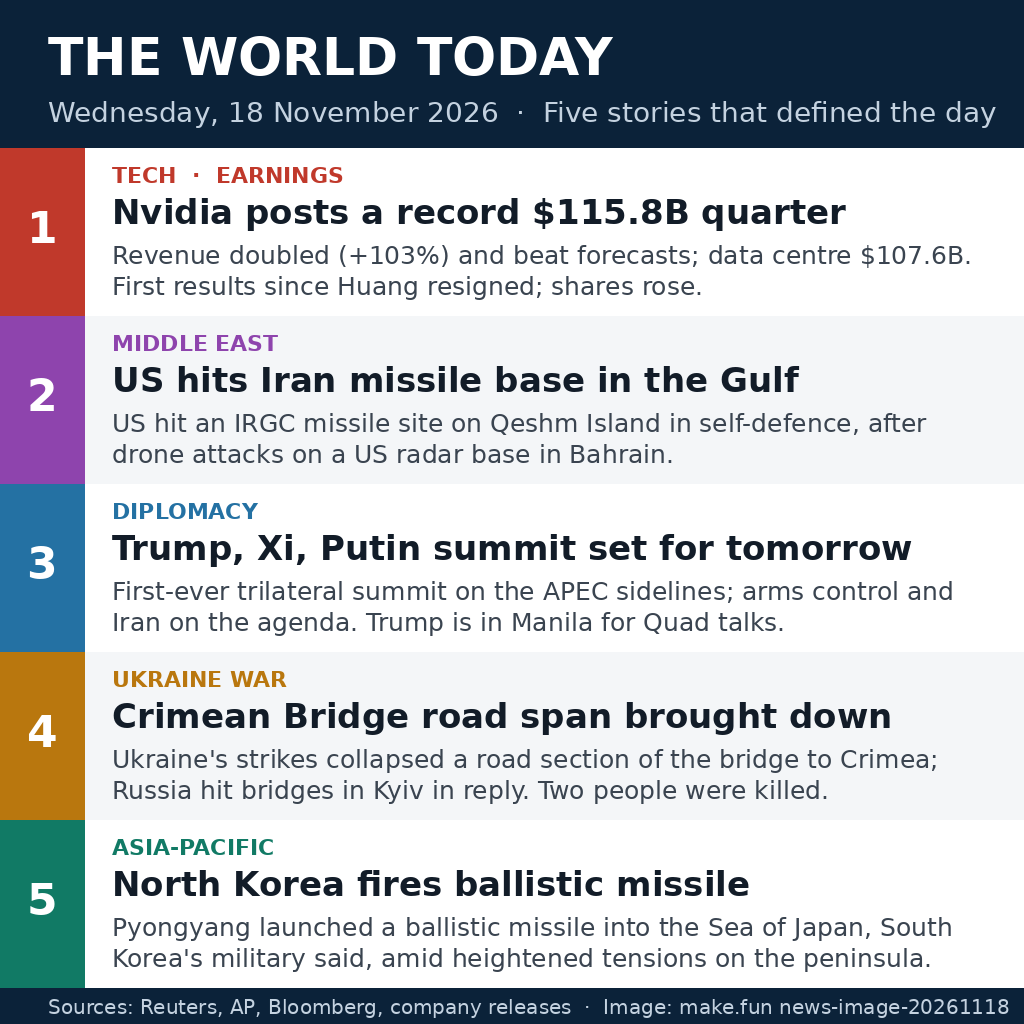 THE WORLD TODAY
Wednesday, 18 November 2026 · Five stories that defined the day
1
TECH · EARNINGS
Nvidia posts a record $115.8B quarter
Revenue doubled (+103%) and beat forecasts; data centre $107.6B.
First results since Huang resigned; shares rose.
2
MIDDLE EAST
US hits Iran missile base in the Gulf
US hit an IRGC missile site on Qeshm Island in self-defence, after
drone attacks on a US radar base in Bahrain.
3
DIPLOMACY
Trump, Xi, Putin summit set for tomorrow
First-ever trilateral summit on the APEC sidelines; arms control and
Iran on the agenda. Trump is in Manila for Quad talks.
4
UKRAINE WAR
Crimean Bridge road span brought down
Ukraine's strikes collapsed a road section of the bridge to Crimea;
Russia hit bridges in Kyiv in reply. Two people were killed.
5
ASIA-PACIFIC
North Korea fires ballistic missile
Pyongyang launched a ballistic missile into the Sea of Japan, South
Korea's military said, amid heightened tensions on the peninsula.
Sources: Reuters, AP, Bloomberg, company releases · Image: make.fun news-image-20261118